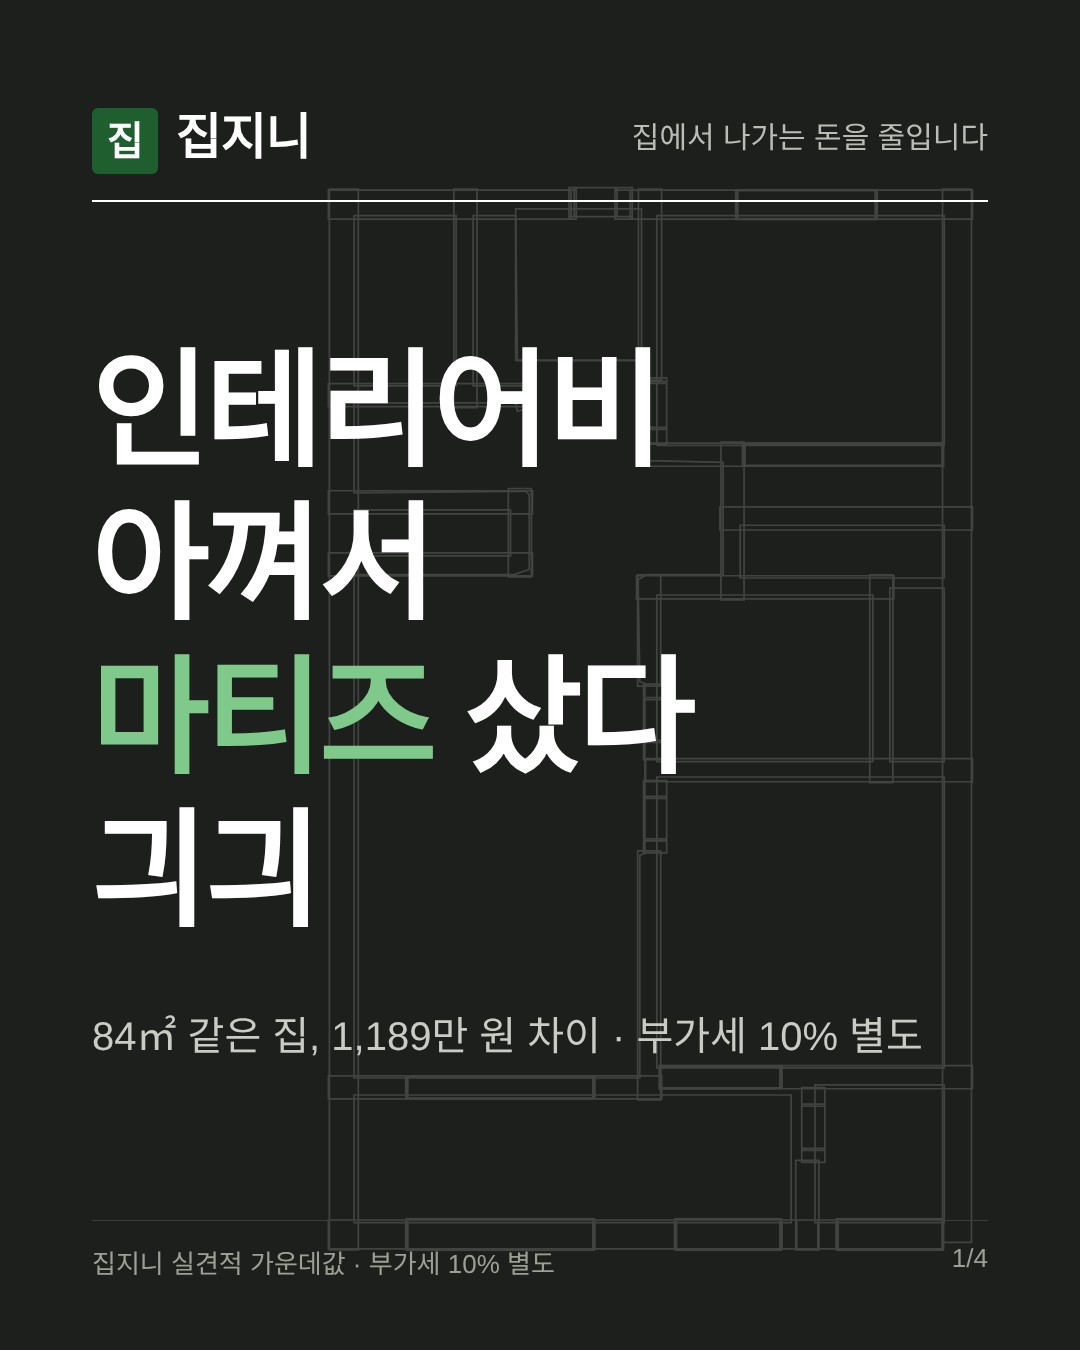 집 집지니
집에서 나가는 돈을 줄입니다
인테리어비
아껴서
마티즈 샀다
긔긔
84㎡ 같은 집, 1,189만 원 차이 · 부가세 10% 별도
집지니 실견적 가운데값 · 부가세 10% 별도
1/4